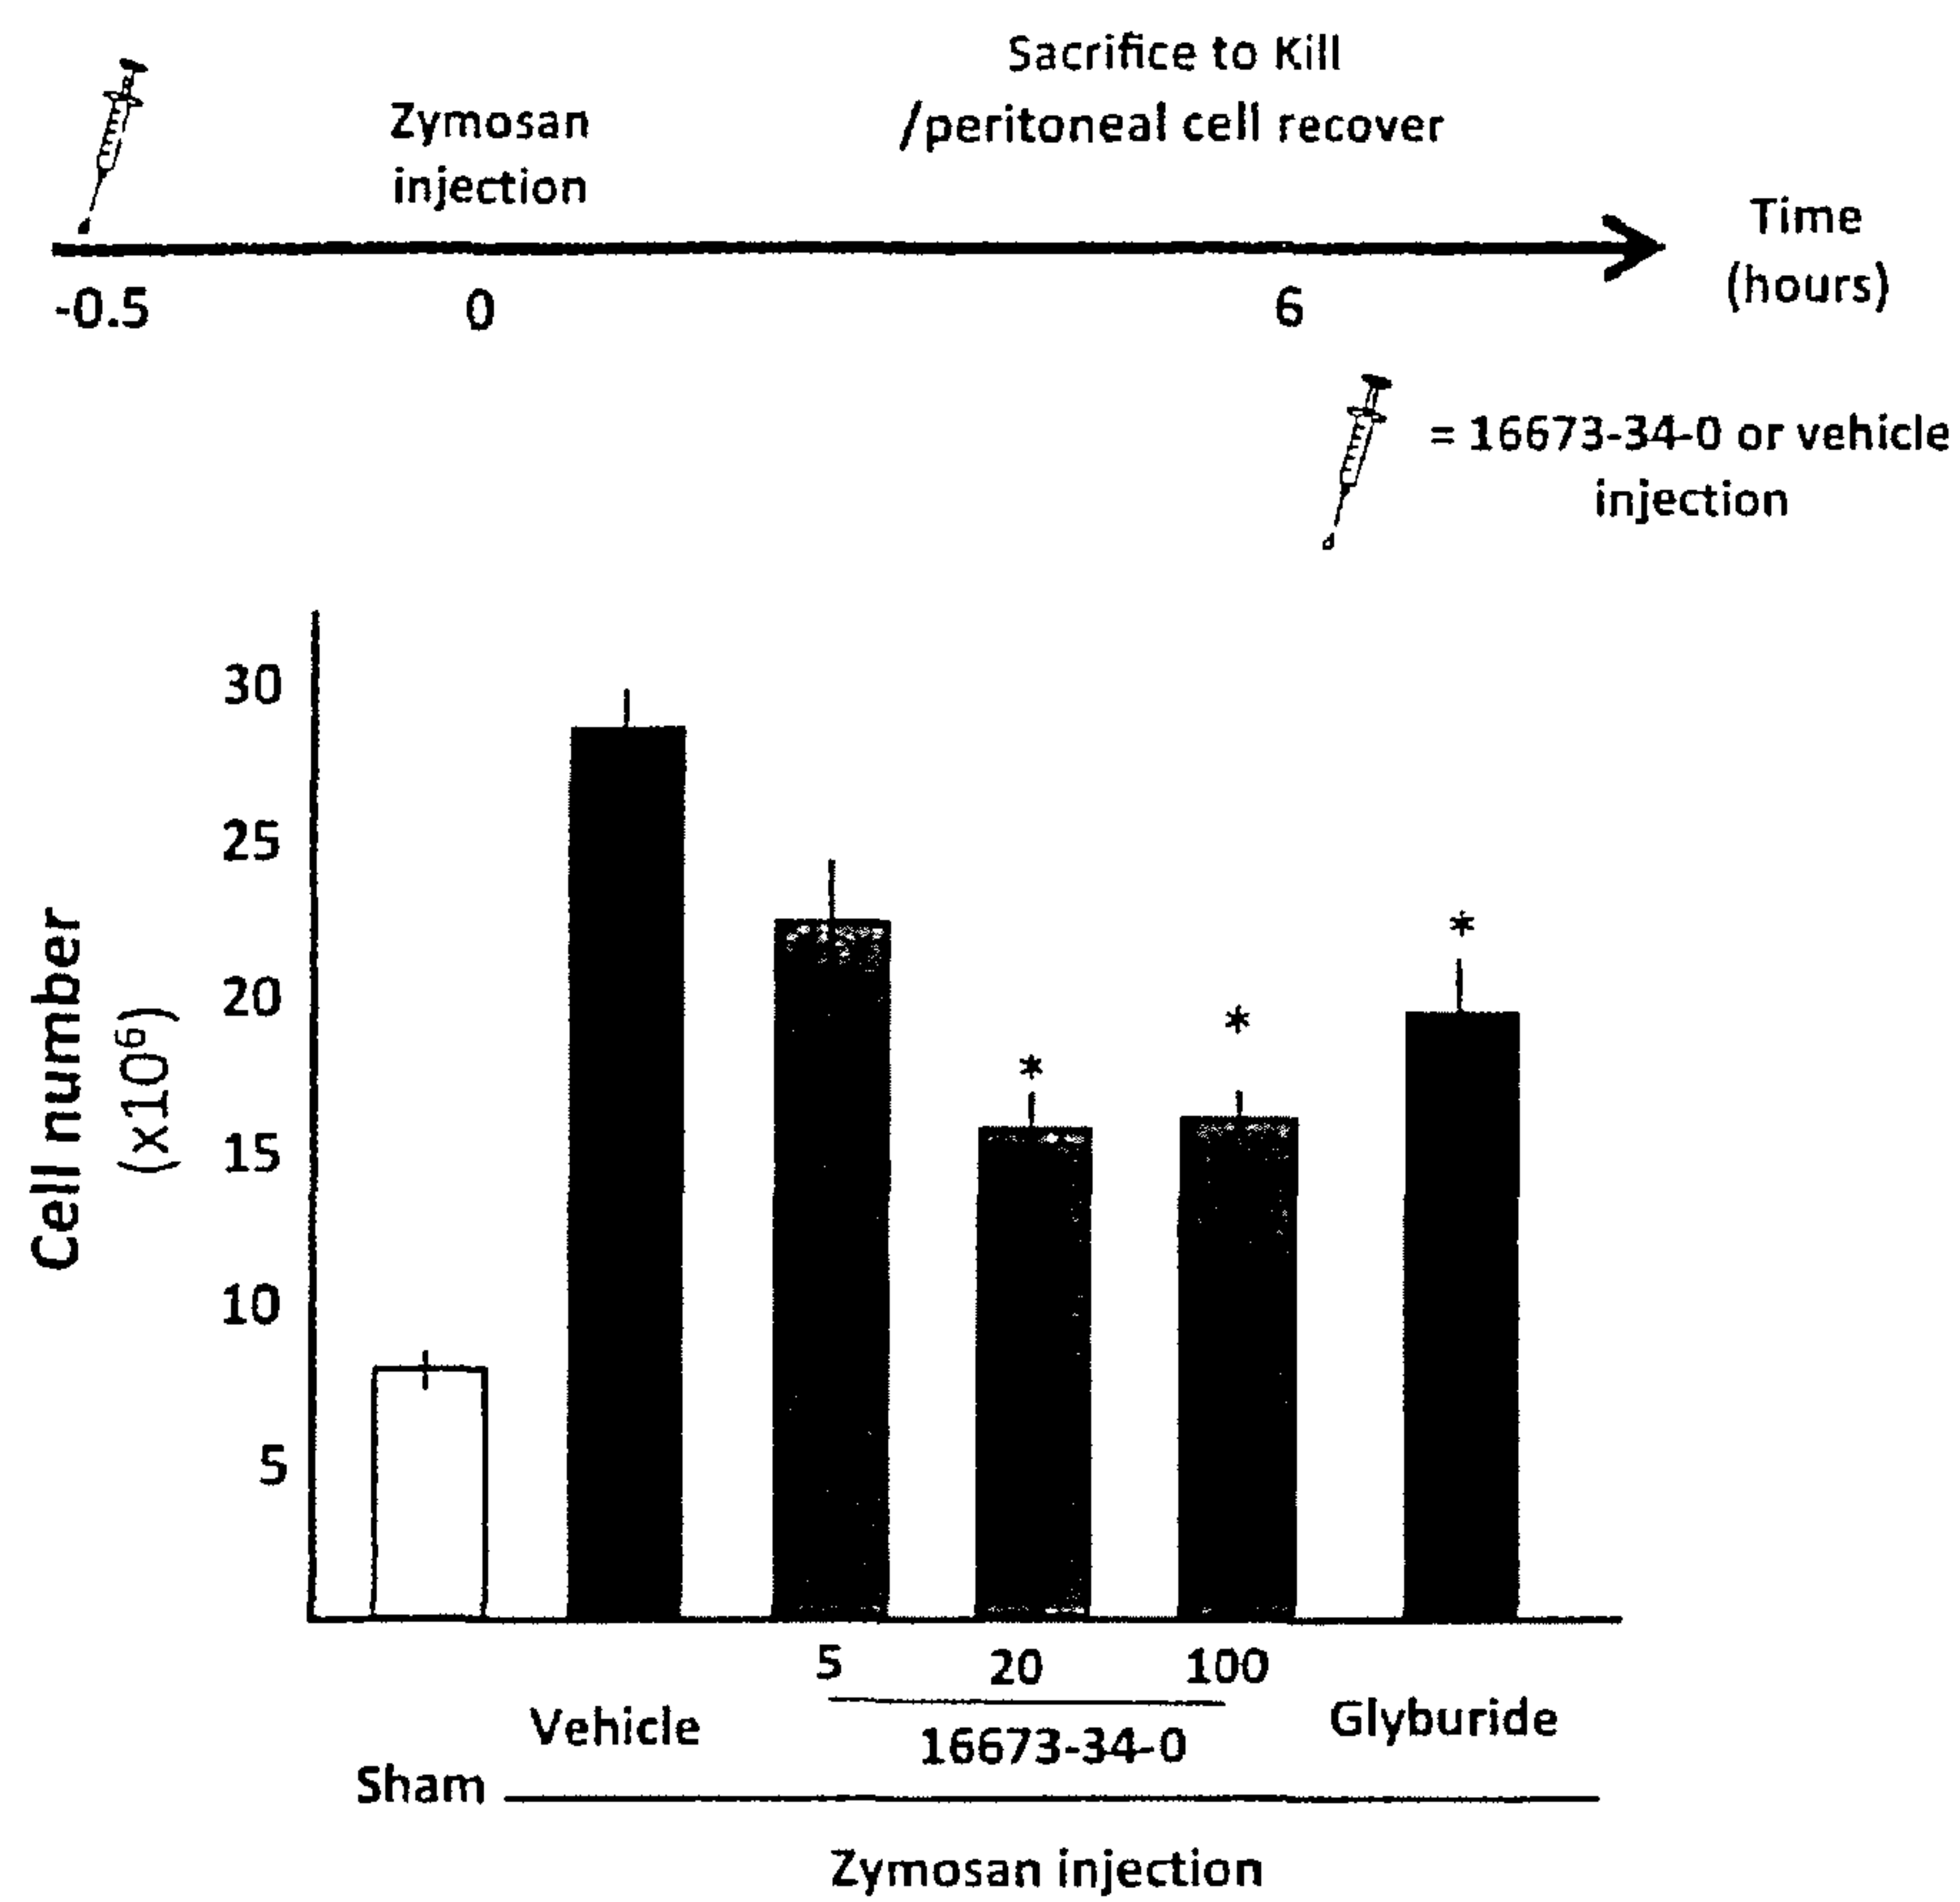 Sacrifice to Kill
/peritoneal cell recover
Zymosan
injection
Time
(hours)
-0.5
0
6
= 16673-34-0 or vehicle
injection
Cell number
(x10⁶)
30
25
20
15
10
5
*
*
*
5
20
100
Vehicle
16673-34-0
Glyburide
Sham
Zymosan injection